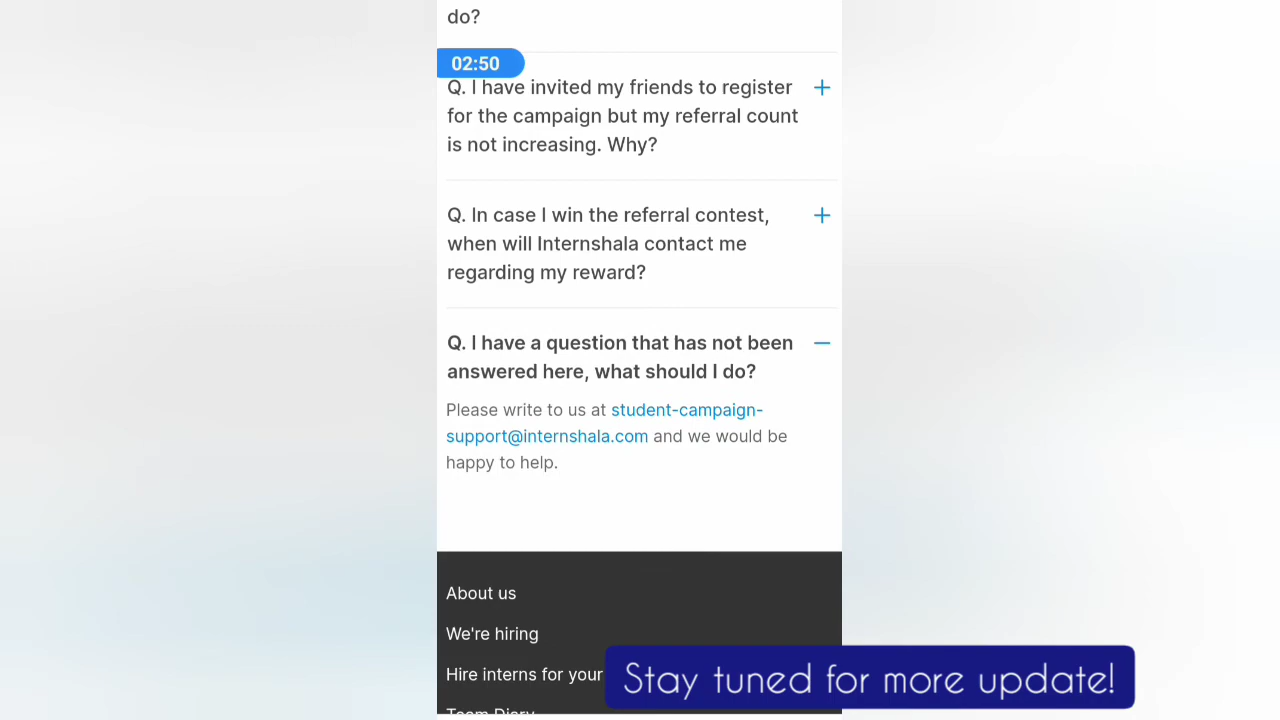 do?
02:50
Q. I have invited my friends to register
for the campaign but my referral count
is not increasing. Why?
Q. In case I win the referral contest,
when will Internshala contact me
regarding my reward?
Q. I have a question that has not been
answered here, what should I do?
Please write to us at student-campaign-
support@internshala.com and we would be
happy to help.
About us
We're hiring
Hire interns for your
Team Diary
Stay tuned for more update!